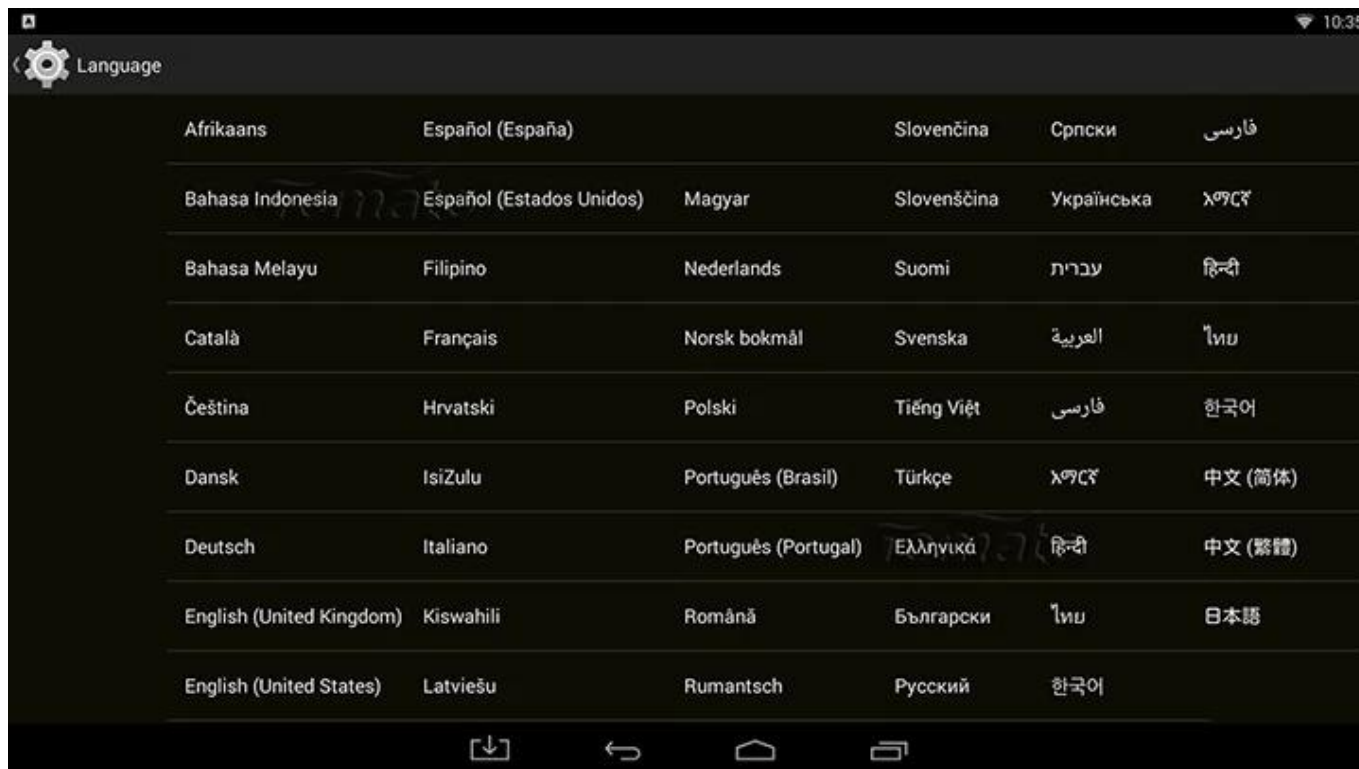 10:35
Language
Afrikaans Español (España) Slovenčina Српски فارسی
Bahasa Indonesia Español (Estados Unidos) Magyar Slovenščina Українська አማርኛ
Bahasa Melayu Filipino Nederlands Suomi עברית हिन्दी
Català Français Norsk bokmål Svenska العربية ไทย
Čeština Hrvatski Polski Tiếng Việt فارسی 한국어
Dansk IsiZulu Português (Brasil) Türkçe አማርኛ 中文 (简体)
Deutsch Italiano Português (Portugal) Ελληνικά हिन्दी 中文 (繁體)
English (United Kingdom) Kiswahili Română Български ไทย 日本語
English (United States) Latviešu Rumantsch Русский 한국어